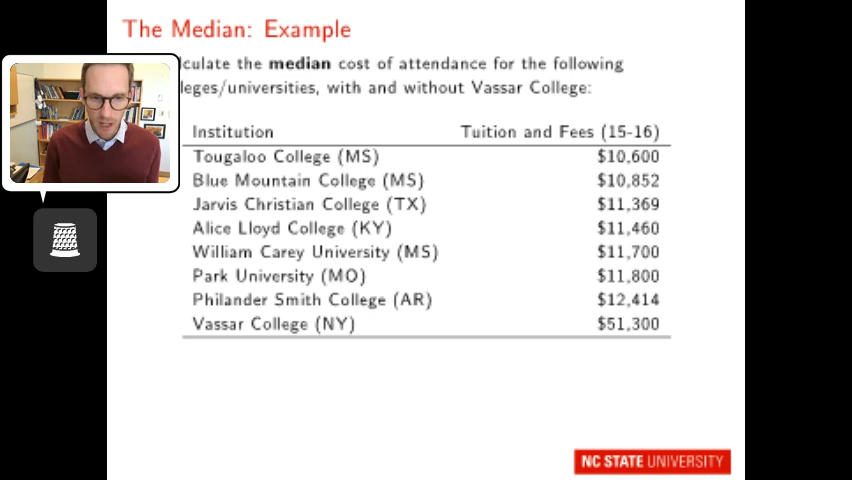 The Median: Example
lculate the median cost of attendance for the following
leges/universities, with and without Vassar College:
Institution Tuition and Fees (15-16)
Tougaloo College (MS) $10,600
Blue Mountain College (MS) $10,852
Jarvis Christian College (TX) $11,369
Alice Lloyd College (KY) $11,460
William Carey University (MS) $11,700
Park University (MO) $11,800
Philander Smith College (AR) $12,414
Vassar College (NY) $51,300
NC STATE UNIVERSITY